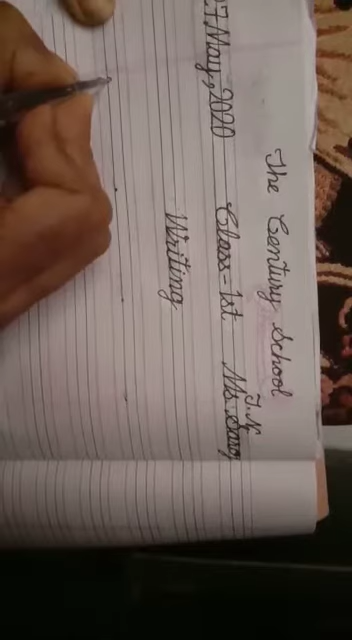 The Century School
27 May, 2020 Class-1st Ms.
T.N
Writing